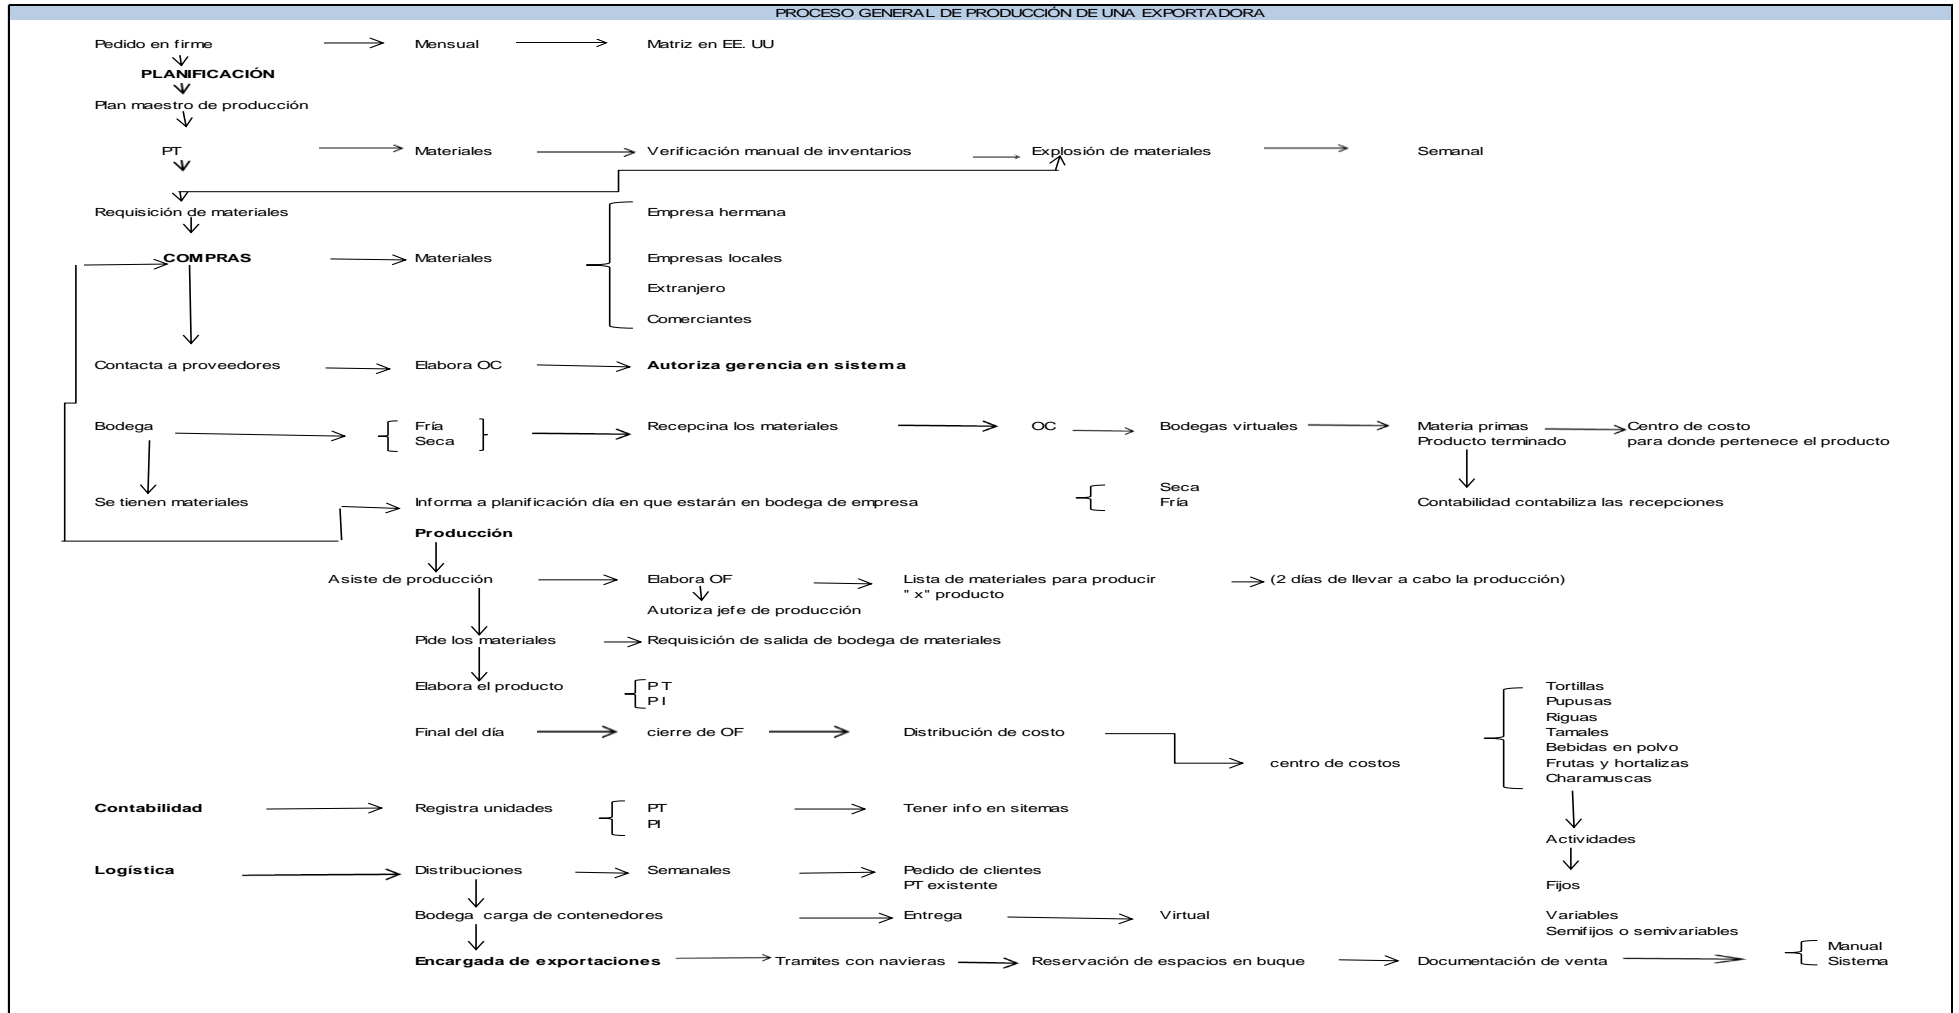 PROCESO GENERAL DE PRODUCCIÓN DE UNA EXPORTADORA
Pedido en firme
Mensual
Matriz en EE. UU
PLANIFICACIÓN
Plan maestro de producción
PT
Materiales
Verificación manual de inventarios
Explosión de materiales
Semanal
Requisición de materiales
Empresa hermana
COMPRAS
Materiales
Empresas locales
Extranjero
Comerciantes
Contacta a proveedores
Elabora OC
Autoriza gerencia en sistema
Bodega
Fría
Seca
Recepcina los materiales
OC
Bodegas virtuales
Materia primas
Producto terminado
Centro de costo
para donde pertenece el producto
Se tienen materiales
Informa a planificación día en que estarán en bodega de empresa
Seca
Fría
Contabilidad contabiliza las recepciones
Producción
Asiste de producción
Elabora OF
Lista de materiales para producir
" x" producto
(2 días de llevar a cabo la producción)
Autoriza jefe de producción
Pide los materiales
Requisición de salida de bodega de materiales
Elabora el producto
PT
PI
Final del día
cierre de OF
Distribución de costo
centro de costos
Tortillas
Pupusas
Riguas
Tamales
Bebidas en polvo
Frutas y hortalizas
Charamuscas
Contabilidad
Registra unidades
PT
PI
Tener info en sitemas
Actividades
Logística
Distribuciones
Semanales
Pedido de clientes
PT existente
Fijos
Bodega carga de contenedores
Entrega
Virtual
Variables
Semifijos o semivariables
Encargada de exportaciones
Tramites con navieras
Reservación de espacios en buque
Documentación de venta
Manual
Sistema